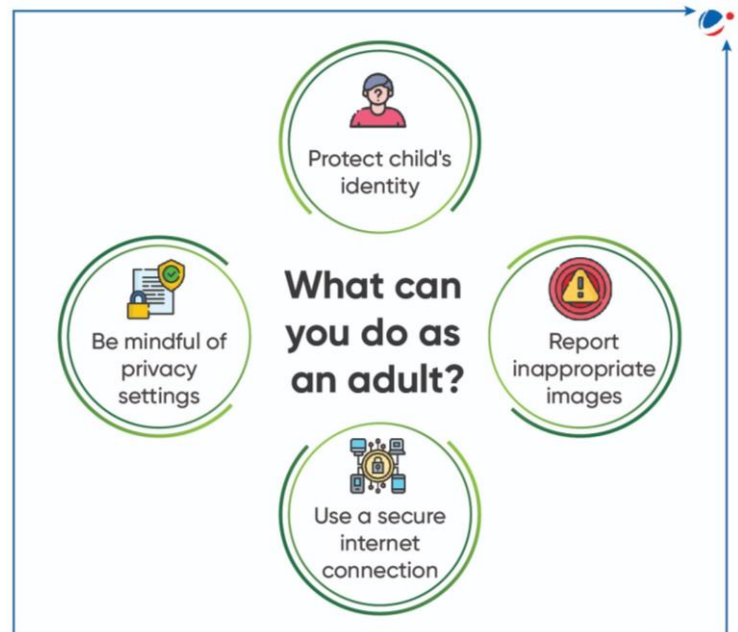 Protect child's
identity
What can
you do as
an adult?
Be mindful of
privacy
settings
Report
inappropriate
images
Use a secure
internet
connection